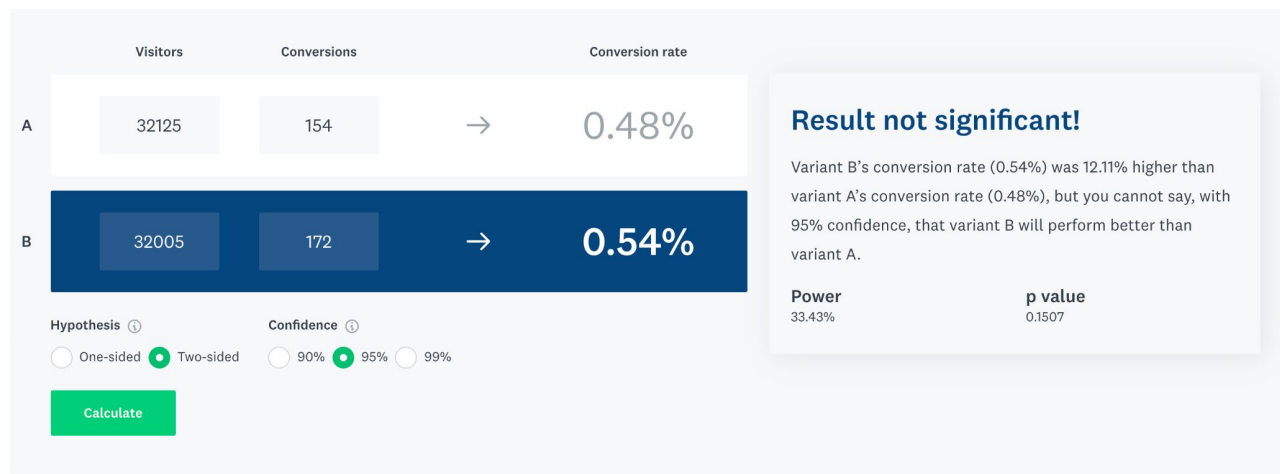 Visitors Conversions Conversion rate
A 32125 154 → 0.48%
B 32005 172 → 0.54%
Hypothesis Confidence
One-sided Two-sided 90% 95% 99%
Calculate
Result not significant!
Variant B’s conversion rate (0.54%) was 12.11% higher than
variant A’s conversion rate (0.48%), but you cannot say, with
95% confidence, that variant B will perform better than
variant A.
Power p value
33.43% 0.1507